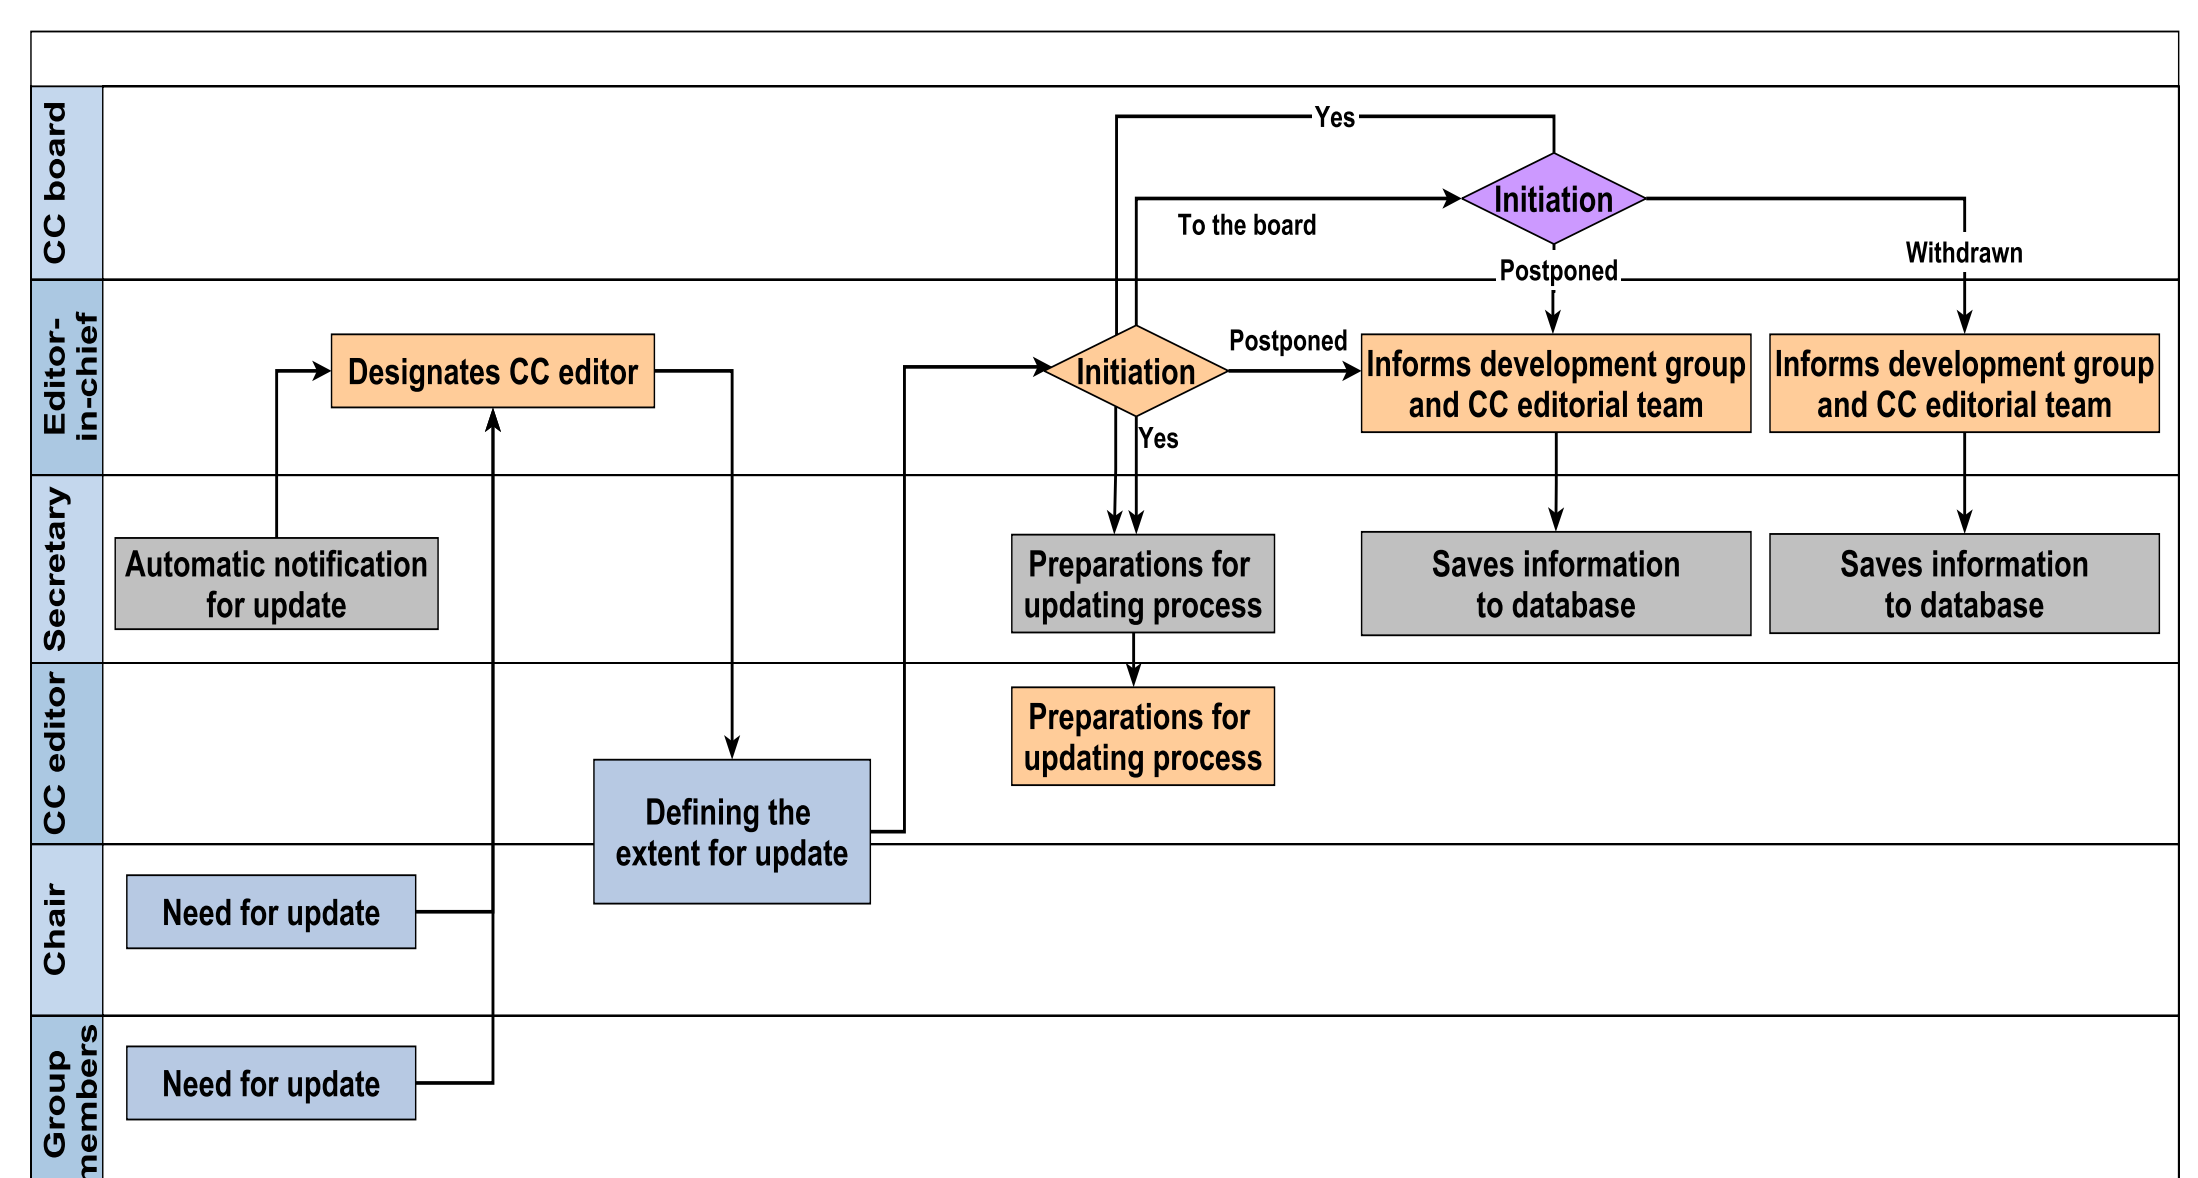 CC board
Yes
Initiation
To the board
Withdrawn
Postponed
Editor-
in-chief
Designates CC editor
Initiation
Postponed
Informs development group
and CC editorial team
Informs development group
and CC editorial team
Yes
Secretary
Automatic notification
for update
Preparations for
updating process
Saves information
to database
Saves information
to database
CC editor
Preparations for
updating process
Defining the
extent for update
Chair
Need for update
Group
members
Need for update